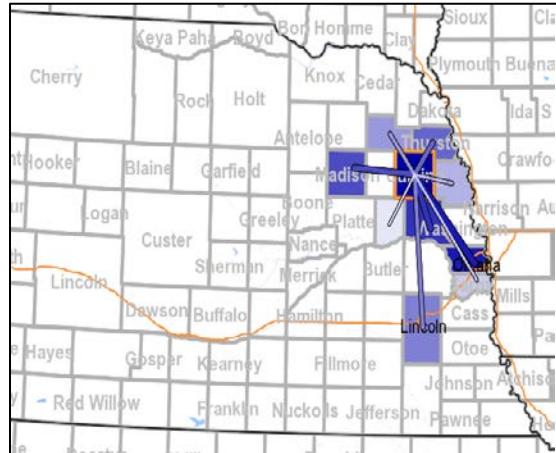 Sioux
Bon Homme
Clay
Keya Paha
Boyd
Knox
Cedar
Plymouth
Buena
Cherry
Rock
Holt
Dakota
Ida
Antelope
Thurston
Hooker
Blaine
Garfield
Madison
Crawfo
Boone
Logan
Greeley
Platte
Washington
Harrison
Custer
Nance
Sherman
Merrick
Butler
Omaha
Lincoln
Mills
Dawson
Buffalo
Hamilton
Cass
Lincoln
Otoe
Hayes
Gosper
Kearney
Fillmore
Johnson
Atchiso
Red Willow
Franklin
Nuckolls
Jefferson
Pawnee